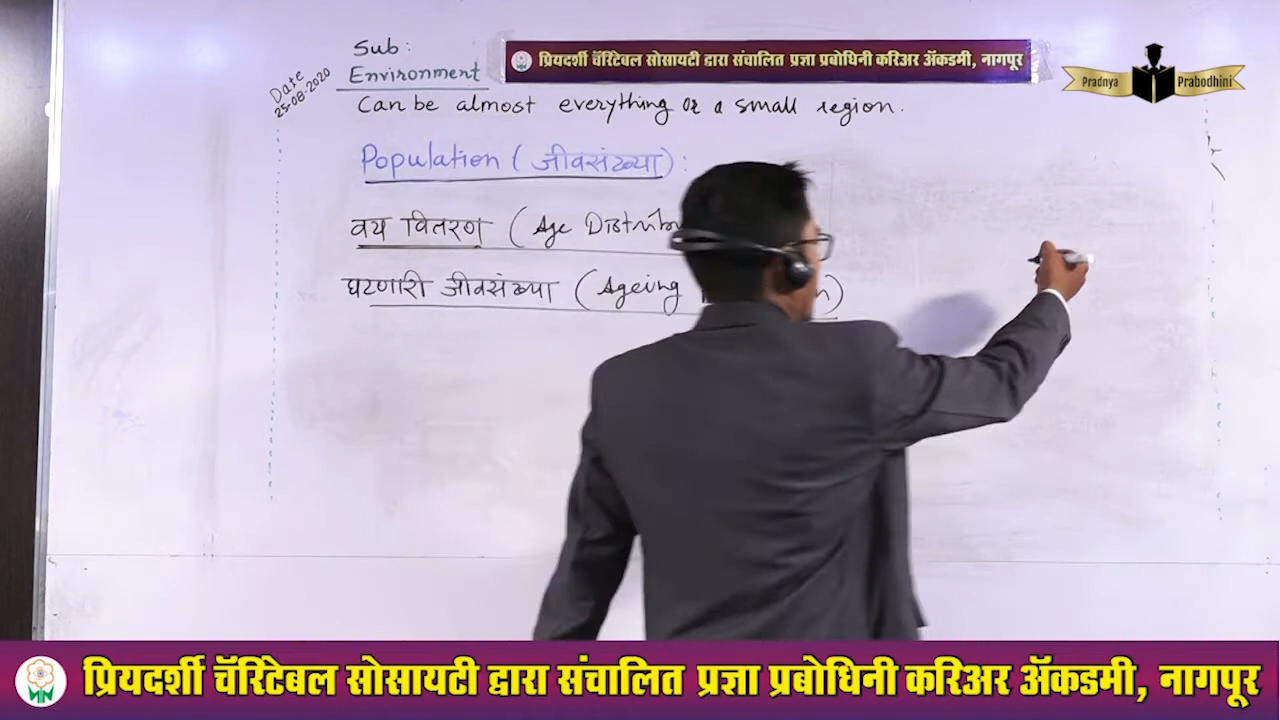 Sub:
Environment
Date
25-08-2020
प्रियदर्शी चॅरिटेबल सोसायटी द्वारा संचालित प्रज्ञा प्रबोधिनी करिअर ॲकडमी, नागपूर
Pradnya Prabodhini
Can be almost everything or a small region.
Population (जीवसंख्या):
वय वितरण (Age Distribu
घटणारी जीवसंख्या (Ageing n)
प्रियदर्शी चॅरिटेबल सोसायटी द्वारा संचालित प्रज्ञा प्रबोधिनी करिअर ॲकडमी, नागपूर